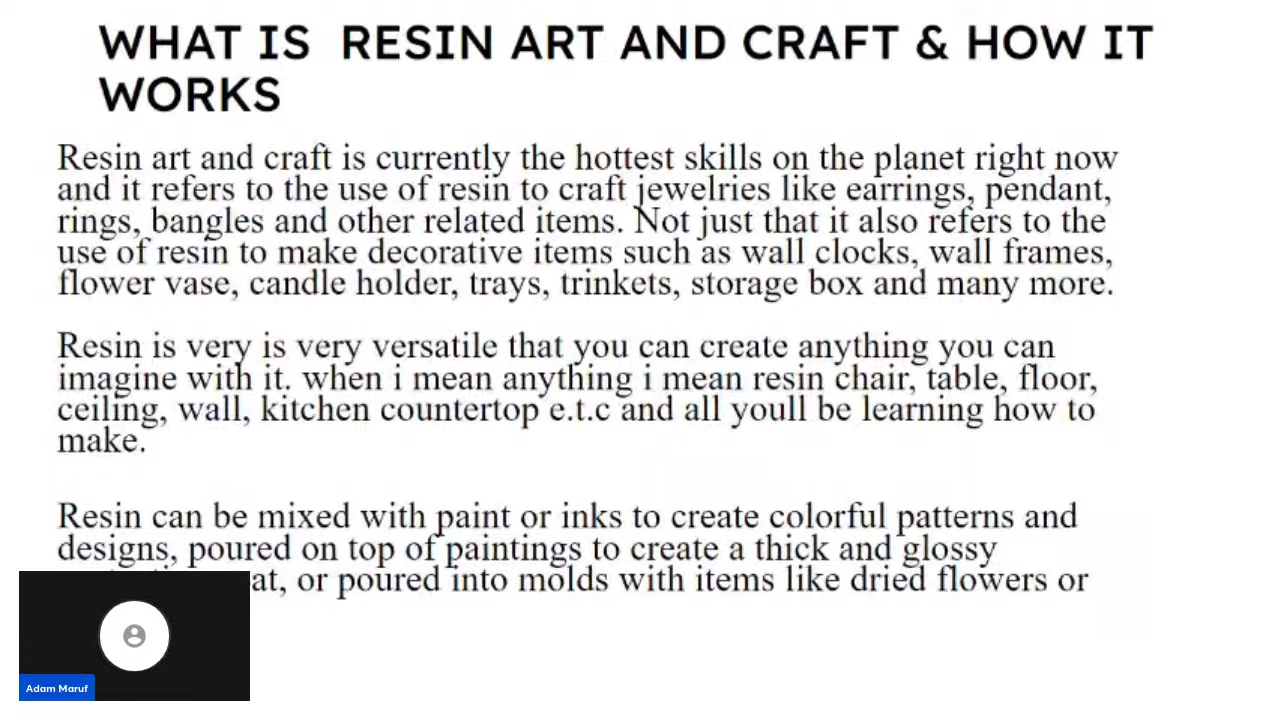 WHAT IS RESIN ART AND CRAFT & HOW IT
WORKS
Resin art and craft is currently the hottest skills on the planet right now
and it refers to the use of resin to craft jewelries like earrings, pendant,
rings, bangles and other related items. Not just that it also refers to the
use of resin to make decorative items such as wall clocks, wall frames,
flower vase, candle holder, trays, trinkets, storage box and many more.
Resin is very is very versatile that you can create anything you can
imagine with it. when i mean anything i mean resin chair, table, floor,
ceiling, wall, kitchen countertop e.t.c and all youll be learning how to
make.
Resin can be mixed with paint or inks to create colorful patterns and
designs, poured on top of paintings to create a thick and glossy
or poured into molds with items like dried flowers or
Adam Maruf